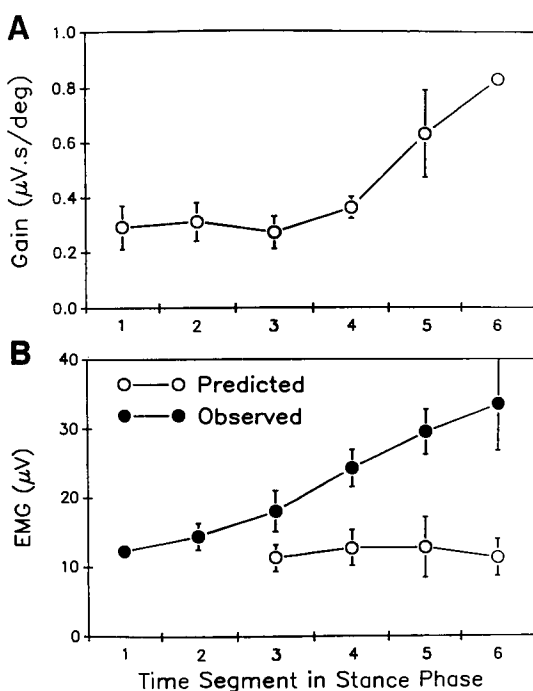 A
Gain (μV.s/deg)
1.0
0.8
0.6
0.4
0.2
0.0
1 2 3 4 5 6
B
EMG (μV)
40
30
20
10
0
Predicted
Observed
1 2 3 4 5 6
Time Segment in Stance Phase